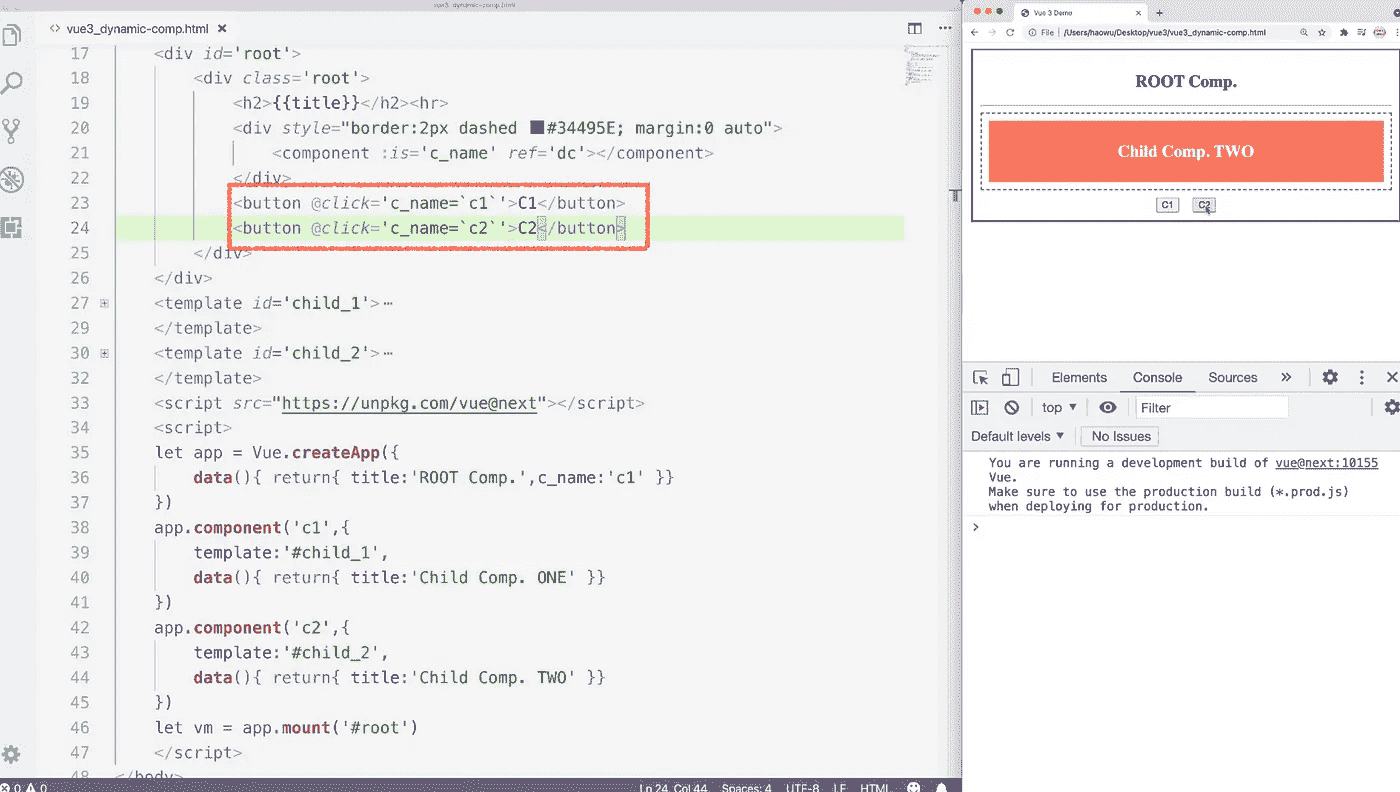 vue3_dynamic-comp.html
vue3_dynamic-comp.html
17 <div id='root'>
18 <div class='root'>
19 <h2>{{title}}</h2><hr>
20 <div style="border:2px dashed #34495E; margin:0 auto">
21 <component :is='c_name' ref='dc'></component>
22 </div>
23 <button @click='c_name=`c1`'>C1</button>
24 <button @click='c_name=`c2`'>C2</button>
25 </div>
26 </div>
27 <template id='child_1'>⋯
29 </template>
30 <template id='child_2'>⋯
32 </template>
33 <script src="https://unpkg.com/vue@next"></script>
34 <script>
35 let app = Vue.createApp({
36 data(){ return{ title:'ROOT Comp.',c_name:'c1' }}
37 })
38 app.component('c1',{
39 template:'#child_1',
40 data(){ return{ title:'Child Comp. ONE' }}
41 })
42 app.component('c2',{
43 template:'#child_2',
44 data(){ return{ title:'Child Comp. TWO' }}
45 })
46 let vm = app.mount('#root')
47 </script>
48 </body>
0 0
Ln 24, Col 44 Spaces: 4 UTF-8 LF HTML
Vue 3 Demo
File /Users/haowu/Desktop/vue3/vue3_dynamic-comp.html
ROOT Comp.
Child Comp. TWO
C1 C2
Elements Console Sources
top Filter
Default levels No Issues
You are running a development build of vue@next:10155
Vue.
Make sure to use the production build (*.prod.js)
when deploying for production.